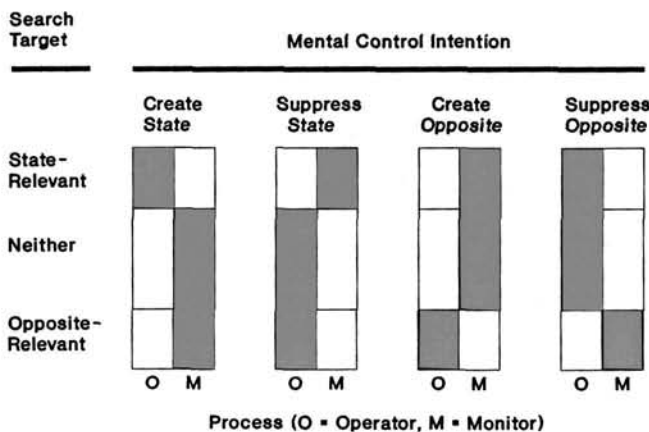 Search
Target
Mental Control Intention
Create State
Suppress State
Create Opposite
Suppress Opposite
State-
Relevant
Neither
Opposite-
Relevant
O M O M O M O M
Process (O = Operator, M = Monitor)